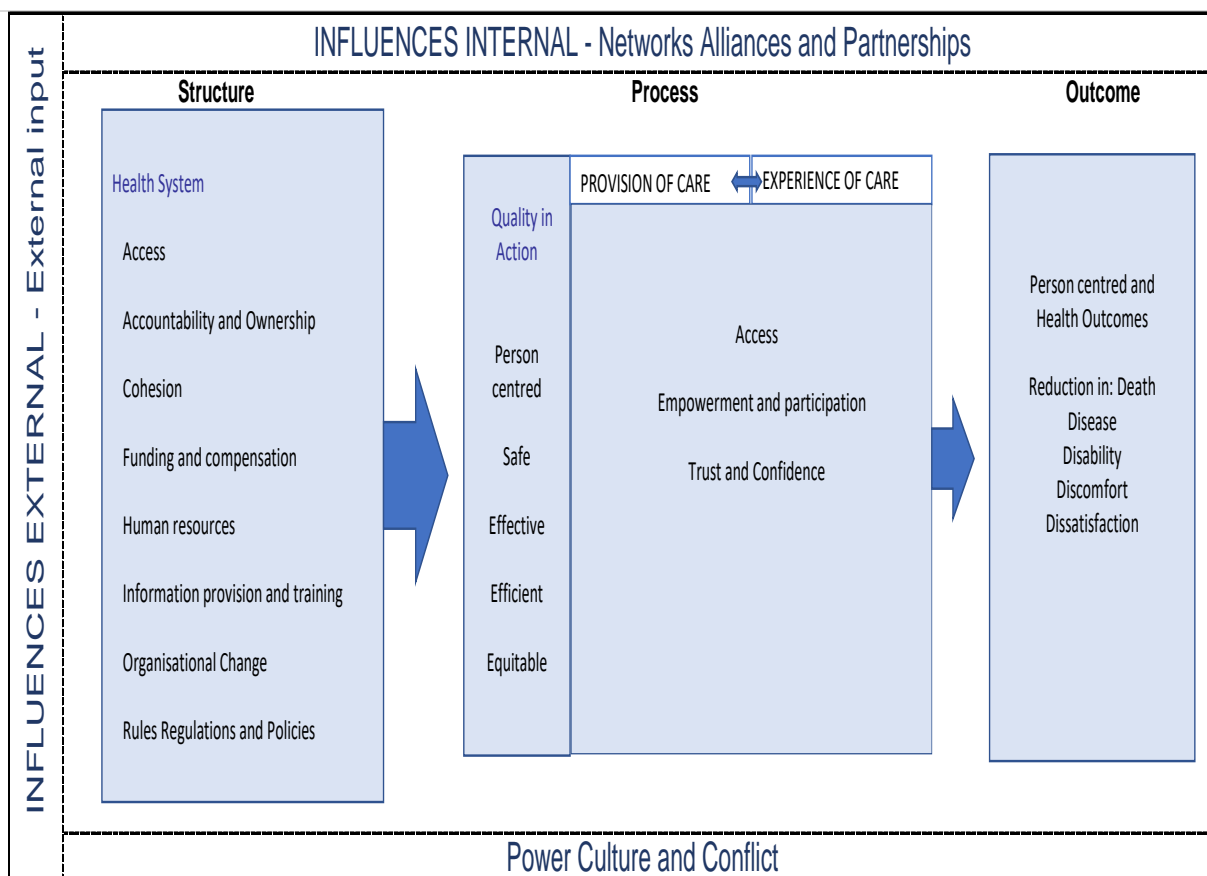 INFLUENCES EXTERNAL - External input
INFLUENCES INTERNAL - Networks Alliances and Partnerships
Structure
Health System
Access
Accountability and Ownership
Cohesion
Funding and compensation
Human resources
Information provision and training
Organisational Change
Rules Regulations and Policies
Process
Quality in
Action
Person
centred
Safe
Effective
Efficient
Equitable
PROVISION OF CARE
EXPERIENCE OF CARE
Access
Empowerment and participation
Trust and Confidence
Outcome
Person centred and
Health Outcomes
Reduction in: Death
Disease
Disability
Discomfort
Dissatisfaction
Power Culture and Conflict